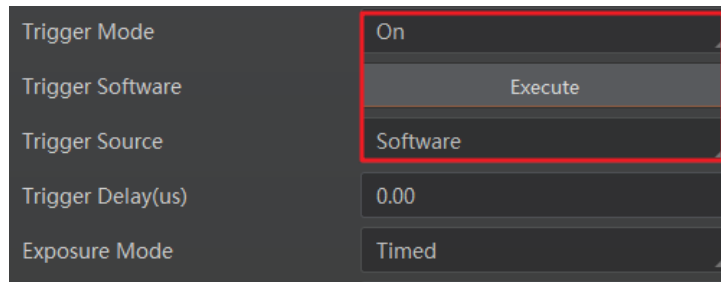 Trigger Mode On
Trigger Software Execute
Trigger Source Software
Trigger Delay(us) 0.00
Exposure Mode Timed